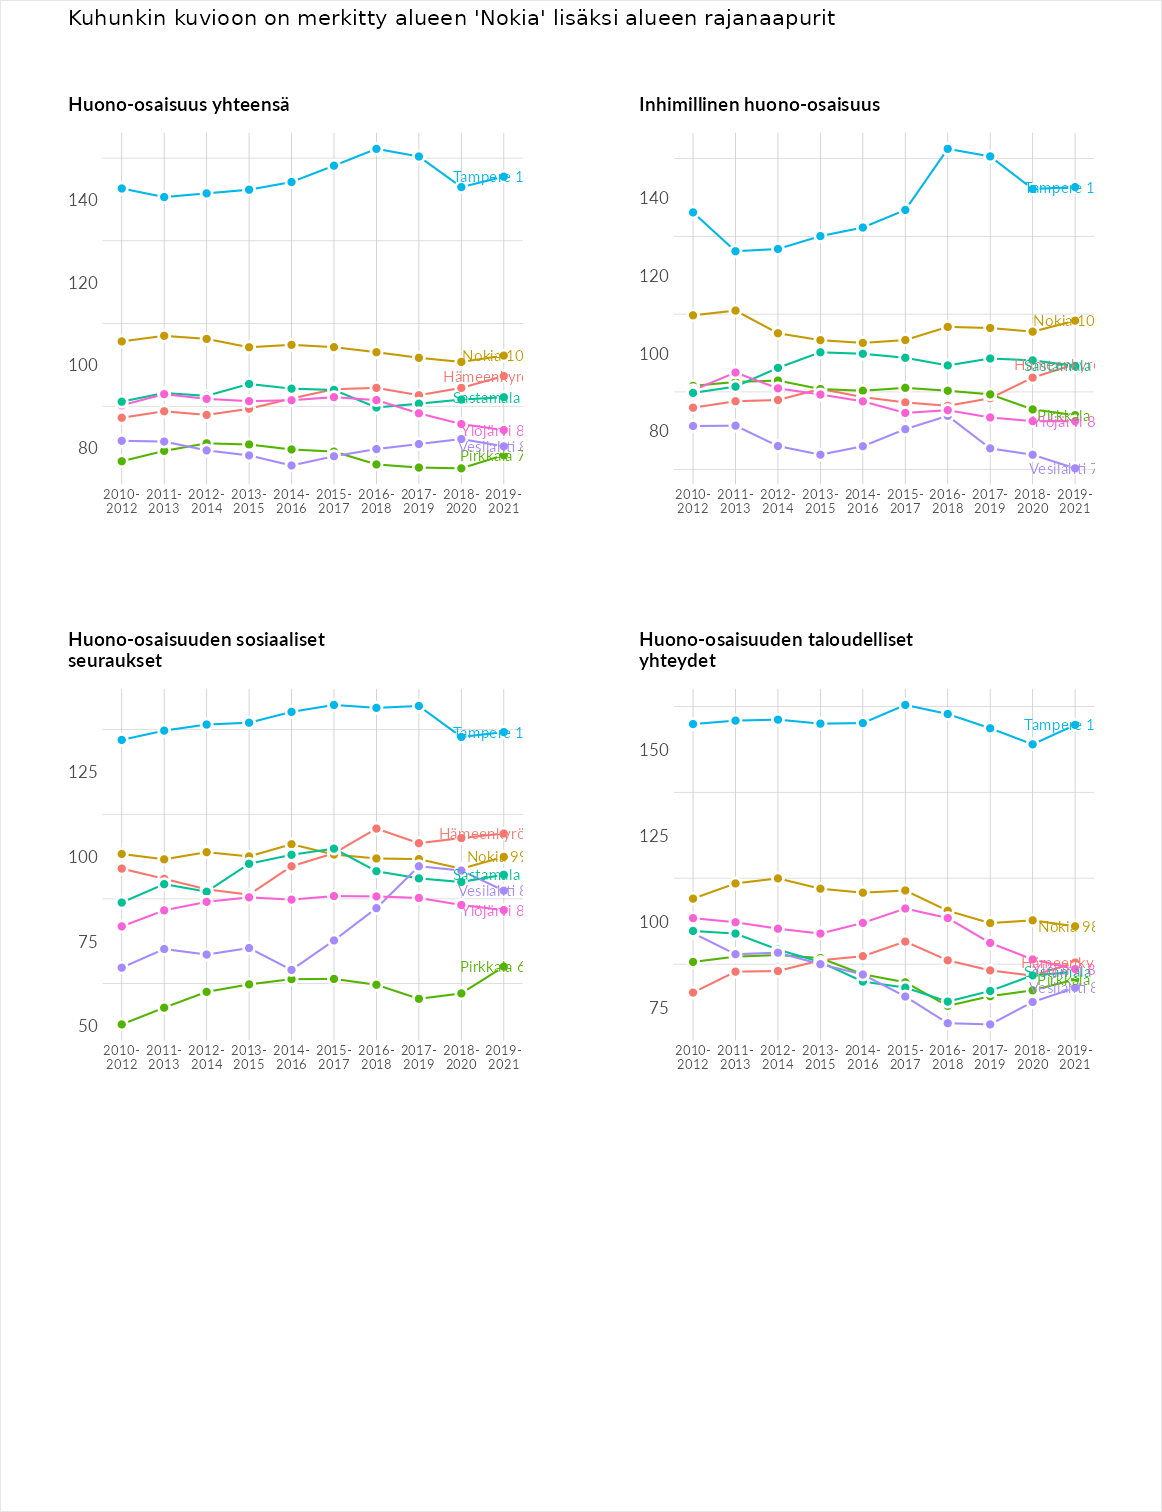 Kuhunkin kuvioon on merkitty alueen 'Nokia' lisäksi alueen rajanaapurit
Huono-osaisuus yhteensä
140
120
100
80
Tampere 1
Nokia 10
Hämeenkyrö
Sastamala
Ylöjärvi 8
Vesilahti 8
Pirkkala 7
2010- 2011- 2012- 2013- 2014- 2015- 2016- 2017- 2018- 2019-
2012 2013 2014 2015 2016 2017 2018 2019 2020 2021
Inhimillinen huono-osaisuus
140
120
100
80
Tampere 1
Nokia 10
Hämeenkyrö
Sastamala
Pirkkala
Ylöjärvi 8
Vesilahti 7
2010- 2011- 2012- 2013- 2014- 2015- 2016- 2017- 2018- 2019-
2012 2013 2014 2015 2016 2017 2018 2019 2020 2021
Huono-osaisuuden sosiaaliset
seuraukset
125
100
75
50
Tampere 1
Hämeenkyrö
Nokia 99
Sastamala
Vesilahti 8
Ylöjärvi 8
Pirkkala 6
2010- 2011- 2012- 2013- 2014- 2015- 2016- 2017- 2018- 2019-
2012 2013 2014 2015 2016 2017 2018 2019 2020 2021
Huono-osaisuuden taloudelliset
yhteydet
150
125
100
75
Tampere 1
Nokia 98
Hämeenky
Ylöjärvi 8
Sastamala
Pirkkala
Vesilahti 8
2010- 2011- 2012- 2013- 2014- 2015- 2016- 2017- 2018- 2019-
2012 2013 2014 2015 2016 2017 2018 2019 2020 2021